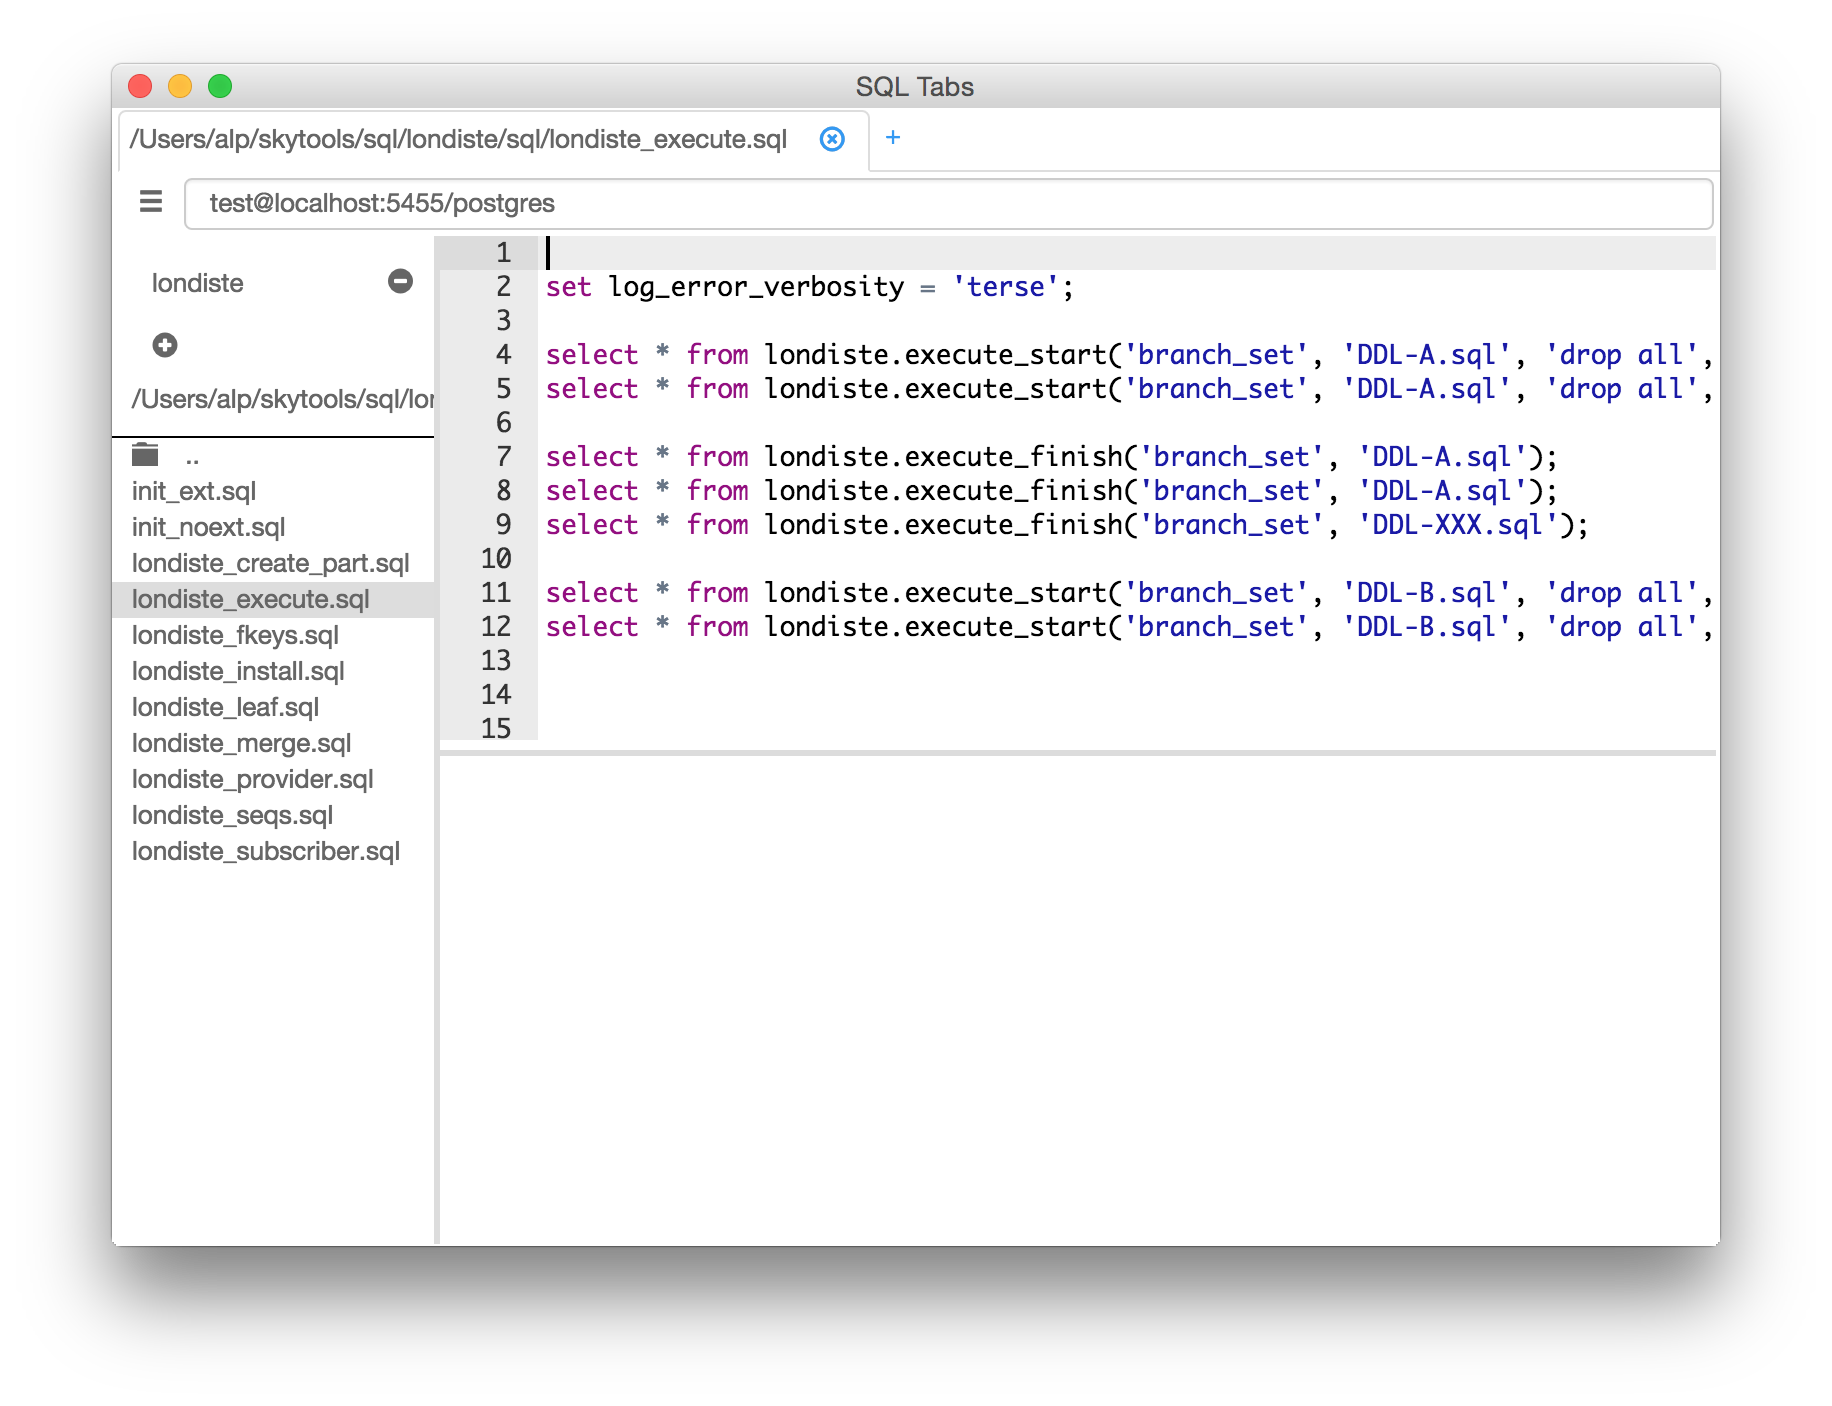 SQL Tabs
/Users/alp/skytools/sql/londiste/sql/londiste_execute.sql
+
test@localhost:5455/postgres
londiste
/Users/alp/skytools/sql/lon
..
init_ext.sql
init_noext.sql
londiste_create_part.sql
londiste_execute.sql
londiste_fkeys.sql
londiste_install.sql
londiste_leaf.sql
londiste_merge.sql
londiste_provider.sql
londiste_seqs.sql
londiste_subscriber.sql
1
2 set log_error_verbosity = 'terse';
3
4 select * from londiste.execute_start('branch_set', 'DDL-A.sql', 'drop all',
5 select * from londiste.execute_start('branch_set', 'DDL-A.sql', 'drop all',
6
7 select * from londiste.execute_finish('branch_set', 'DDL-A.sql');
8 select * from londiste.execute_finish('branch_set', 'DDL-A.sql');
9 select * from londiste.execute_finish('branch_set', 'DDL-XXX.sql');
10
11 select * from londiste.execute_start('branch_set', 'DDL-B.sql', 'drop all',
12 select * from londiste.execute_start('branch_set', 'DDL-B.sql', 'drop all',
13
14
15